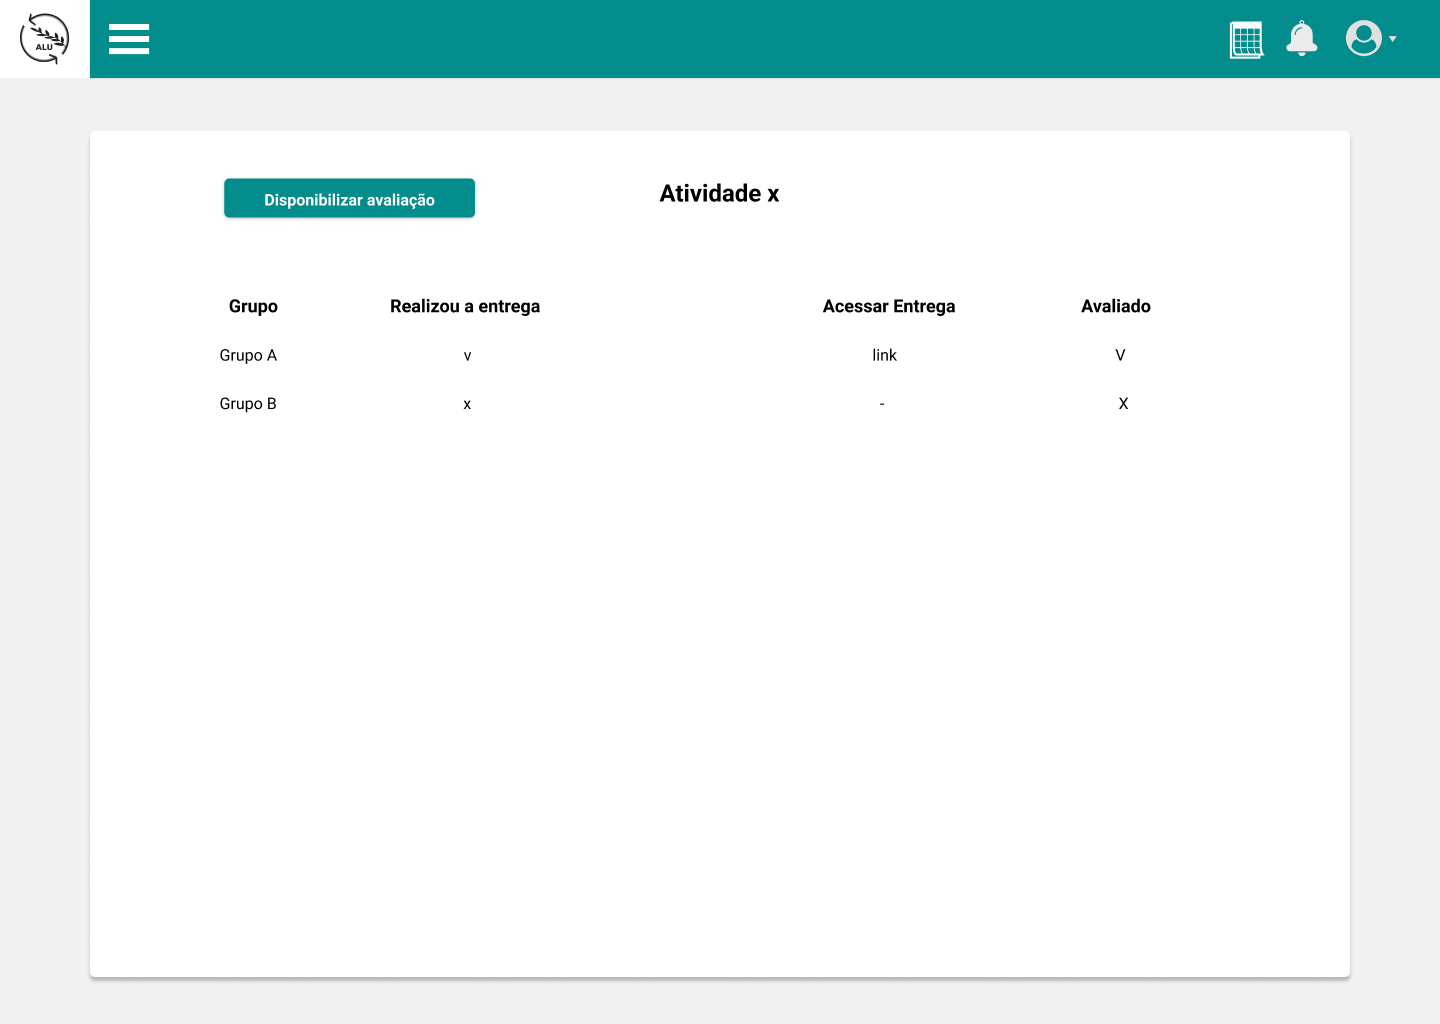 ALU
Disponibilizar avaliação
Atividade x
Grupo Realizou a entrega Acessar Entrega Avaliado
Grupo A v link V
Grupo B x - X